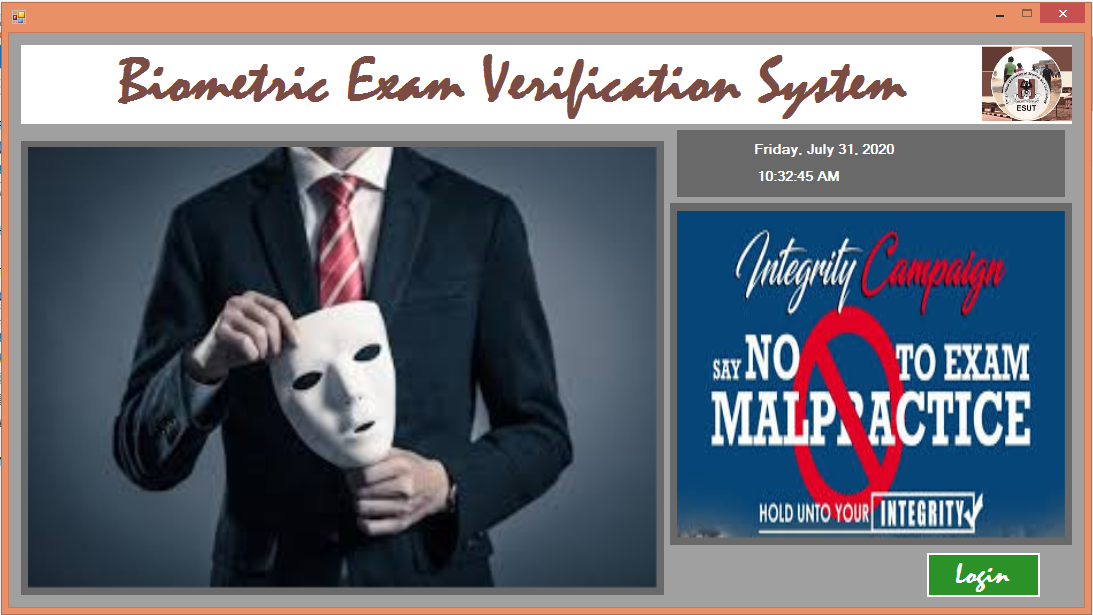 Biometric Exam Verification System
ESUT
Friday, July 31, 2020
10:32:45 AM
Integrity Campaign
SAY NO TO EXAM
MALPRACTICE
HOLD UNTO YOUR INTEGRITY
Login